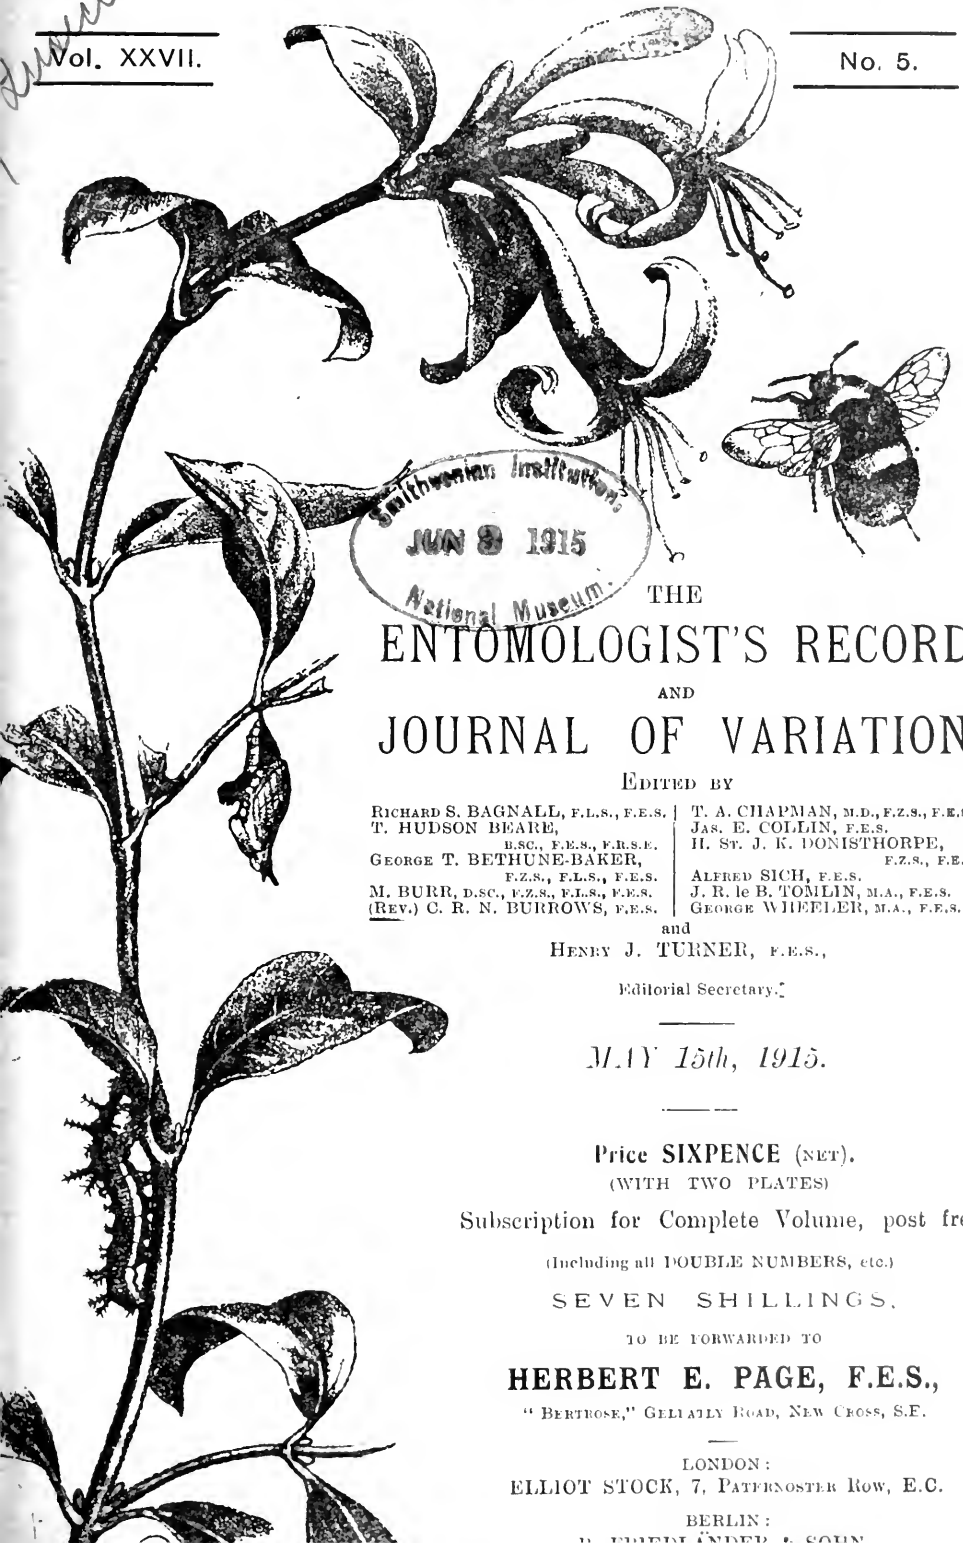 Vol. XXVII.
No. 5.
Smithsonian Institution
JUN 8 1915
National Museum.
THE
ENTOMOLOGIST'S RECORD
AND
JOURNAL OF VARIATION
EDITED BY
RICHARD S. BAGNALL, F.L.S., F.E.S.
T. HUDSON BEARE,
B.SC., F.E.S., F.R.S.E.
GEORGE T. BETHUNE-BAKER,
F.Z.S., F.L.S., F.E.S.
M. BURR, D.SC., F.Z.S., F.L.S., F.E.S.
(REV.) C. R. N. BURROWS, F.E.S.
T. A. CHAPMAN, M.D., F.Z.S., F.E.S
JAS. E. COLLIN, F.E.S.
H. ST. J. K. DONISTHORPE,
F.Z.S., F.E.
ALFRED SICH, F.E.S.
J. R. le B. TOMLIN, M.A., F.E.S.
GEORGE WHEELER, M.A., F.E.S.
and
HENRY J. TURNER, F.E.S.,
Editorial Secretary.
MAY 15th, 1915.
Price SIXPENCE (NET).
(WITH TWO PLATES)
Subscription for Complete Volume, post fre
(Including all DOUBLE NUMBERS, etc.)
SEVEN SHILLINGS,
TO BE FORWARDED TO
HERBERT E. PAGE, F.E.S.,
"BERTROSE," GELLATLY ROAD, NEW CROSS, S.E.
LONDON:
ELLIOT STOCK, 7, PATERNOSTER ROW, E.C.
BERLIN:
R. FRIEDLÄNDER & SOHN